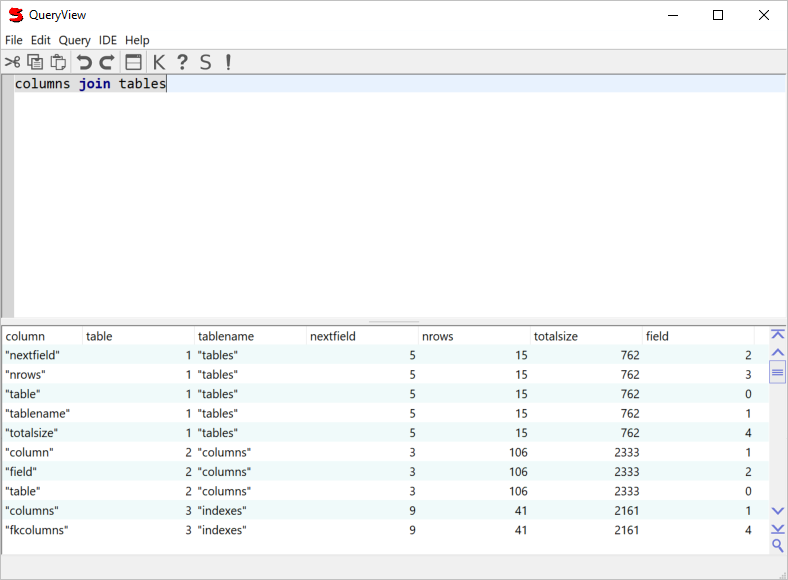 QueryView
File Edit Query IDE Help
K ? S !
columns join tables
column table tablename nextfield nrows totalsize field
"nextfield" 1 "tables" 5 15 762 2
"nrows" 1 "tables" 5 15 762 3
"table" 1 "tables" 5 15 762 0
"tablename" 1 "tables" 5 15 762 1
"totalsize" 1 "tables" 5 15 762 4
"column" 2 "columns" 3 106 2333 1
"field" 2 "columns" 3 106 2333 2
"table" 2 "columns" 3 106 2333 0
"columns" 3 "indexes" 9 41 2161 1
"fkcolumns" 3 "indexes" 9 41 2161 4